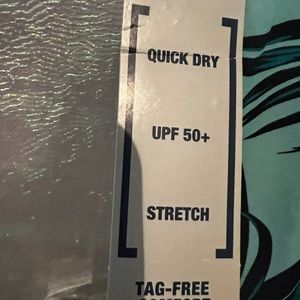 QUICK DRY
UPF 50+
STRETCH
TAG-FREE